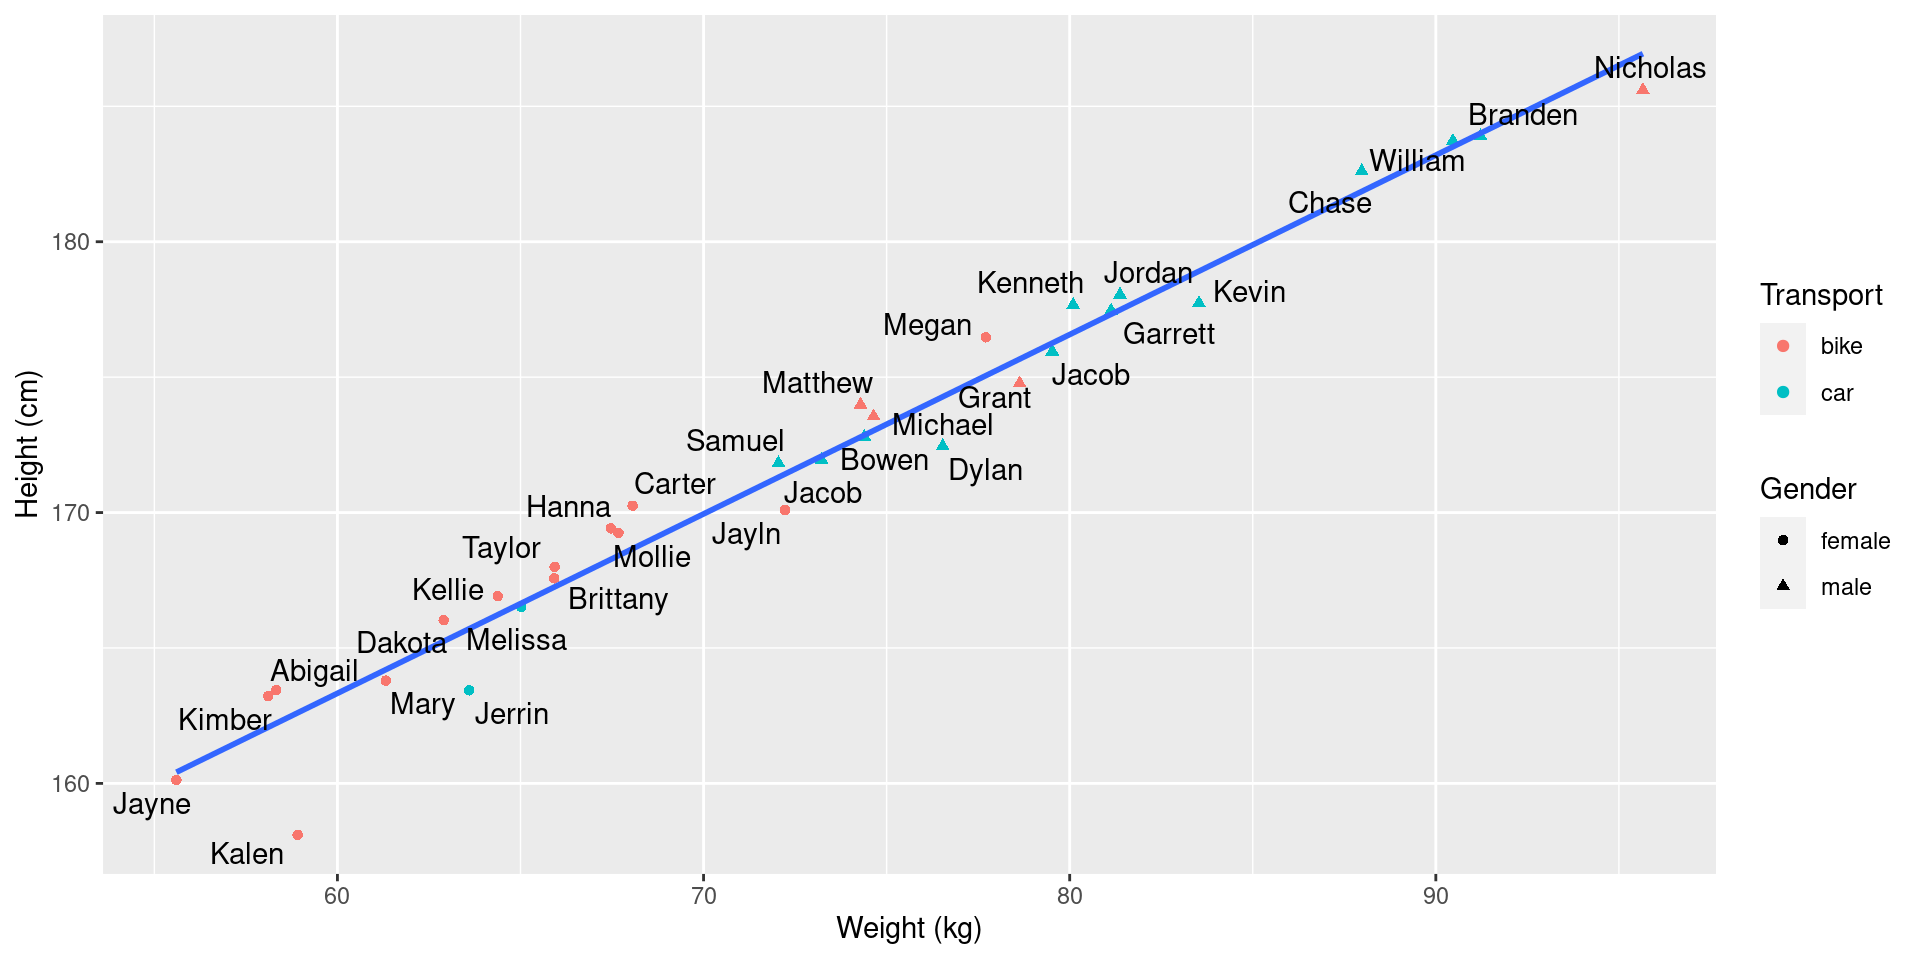 Nicholas
Branden
William
Chase
180
Kenneth
Jordan
Kevin
Megan
Garrett
Jacob
Matthew
Grant
Michael
Samuel
Bowen
Dylan
Carter
Jacob
Hanna
170
Jayln
Taylor
Mollie
Kellie
Brittany
Dakota
Melissa
Abigail
Mary
Jerrin
Kimber
160
Jayne
Kalen
60
70
80
90
Weight (kg)
Height (cm)
Transport
bike
car
Gender
female
male